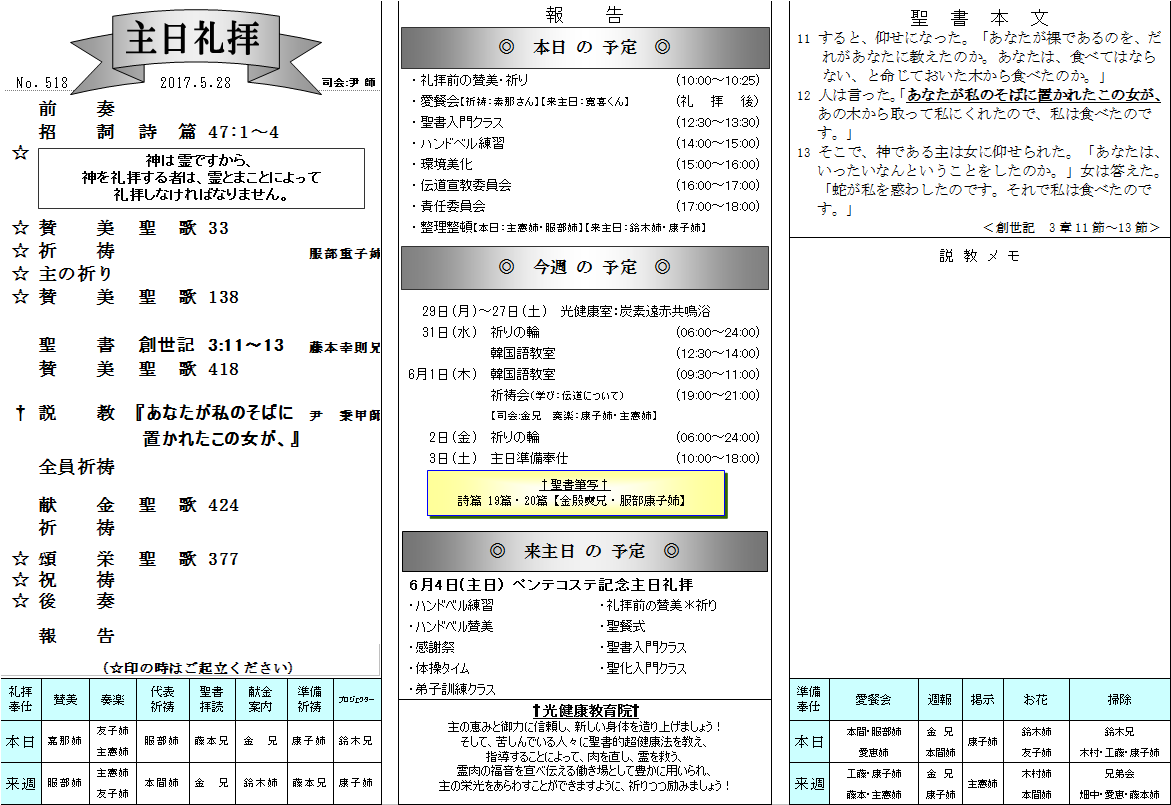 主日礼拝
No. 518
2017.5.28
司会:尹 師
前 奏
招 詞 詩 篇 47:1～4
☆
神は霊ですから、
神を礼拝する者は、霊とまことによって
礼拝しなければなりません。
☆ 賛 美 聖 歌 33
☆ 祈 祷 服部重子姉
☆ 主の祈り
☆ 賛 美 聖 歌 138
聖 書 創世記 3:11～13 藤本幸則兄
賛 美 聖 歌 418
† 説 教 『あなたが私のそばに 尹 秉甲師
置かれたこの女が、』
全員祈祷
献 金 聖 歌 424
祈 祷
☆ 頌 栄 聖 歌 377
☆ 祝 祷
☆ 後 奏
報 告
(☆印の時はご起立ください)
礼拝奉仕 賛美 奏楽 代表祈祷 聖書拝読 献金案内 準備祈祷 プロジェクター
本日 嘉那姉 友子姉 主憲姉 服部姉 藤本兄 金 兄 康子姉 鈴木兄
来週 服部姉 主憲姉 友子姉 本間姉 金 兄 鈴木姉 藤本兄 康子姉
報 告
◎ 本日 の 予定 ◎
・礼拝前の賛美・祈り (10:00～10:25)
・愛餐会【祈祷:素那さん】【来主日:寛喜くん】 (礼 拝 後)
・聖書入門クラス (12:30～13:30)
・ハンドベル練習 (14:00～15:00)
・環境美化 (15:00～16:00)
・伝道宣教委員会 (16:00～17:00)
・責任委員会 (17:00～18:00)
・整理整頓【本日:主憲姉・服部姉】【来主日:鈴木姉・康子姉】
◎ 今週 の 予定 ◎
29日(月)～27日(土) 光健康室:炭素遠赤共鳴浴
31日(水) 祈りの輪 (06:00～24:00)
韓国語教室 (12:30～14:00)
6月1日(木) 韓国語教室 (09:30～11:00)
祈祷会(学び:伝道について) (19:00～21:00)
【司会:金兄 奏楽:康子姉・主憲姉】
2日(金) 祈りの輪 (06:00～24:00)
3日(土) 主日準備奉仕 (10:00～18:00)
†聖書筆写†
詩篇 19篇・20篇【金殷燮兄・服部康子姉】
◎ 来主日 の 予定 ◎
6月4日(主日) ペンテコステ記念主日礼拝
・ハンドベル練習 ・礼拝前の賛美＊祈り
・ハンドベル賛美 ・聖餐式
・感謝祭 ・聖書入門クラス
・体操タイム ・聖化入門クラス
・弟子訓練クラス
†光健康教育院†
主の恵みと御力に信頼し、新しい身体を造り上げましょう！
そして、苦しんでいる人々に聖書的超健康法を教え、
指導することによって、肉を直し、霊を救う、
霊肉の福音を宣べ伝える働き場として豊かに用いられ、
主の栄光をあらわすことができますように、祈りつつ励みましょう！
聖 書 本 文
11 すると、仰せになった。「あなたが裸であるのを、だ
れがあなたに教えたのか。あなたは、食べてはなら
ない、と命じておいた木から食べたのか。」
12 人は言った。「あなたが私のそばに置かれたこの女が、
あの木から取って私にくれたので、私は食べたので
す。」
13 そこで、神である主は女に仰せられた。「あなたは、
いったいなんということをしたのか。」女は答えた。
「蛇が私を惑わしたのです。それで私は食べたので
す。」
＜創世記 3章11節～13節＞
説 教 メ モ
準備奉仕 愛餐会 週報 掲示 お花 掃除
本日 本間・服部姉 愛恵姉 金 兄 本間姉 康子姉 鈴木姉 友子姉 鈴木兄 木村・工藤・康子姉
来週 工藤・康子姉 藤本・主憲姉 金 兄 康子姉 主憲姉 木村姉 本間姉 兄弟会 畑中・愛恵・藤本姉